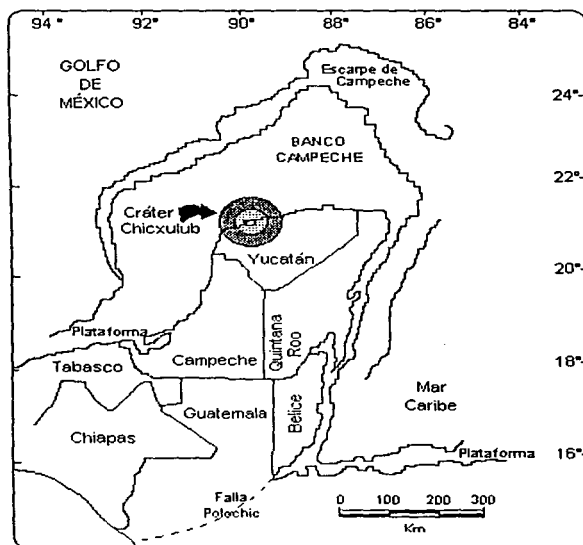 94° 92° 90° 88° 86° 84°
GOLFO
DE
MÉXICO
Escarpe de
Campeche
24°
BANCO
CAMPECHE
22°
Cráter
Chicxulub
Yucatán
20°
Plataforma
Campeche
Quintana
Roo
18°
Tabasco
Guatemala
Belice
Mar
Caribe
Chiapas
Plataforma
16°
Falla
Polochic
0 100 200 300
Km